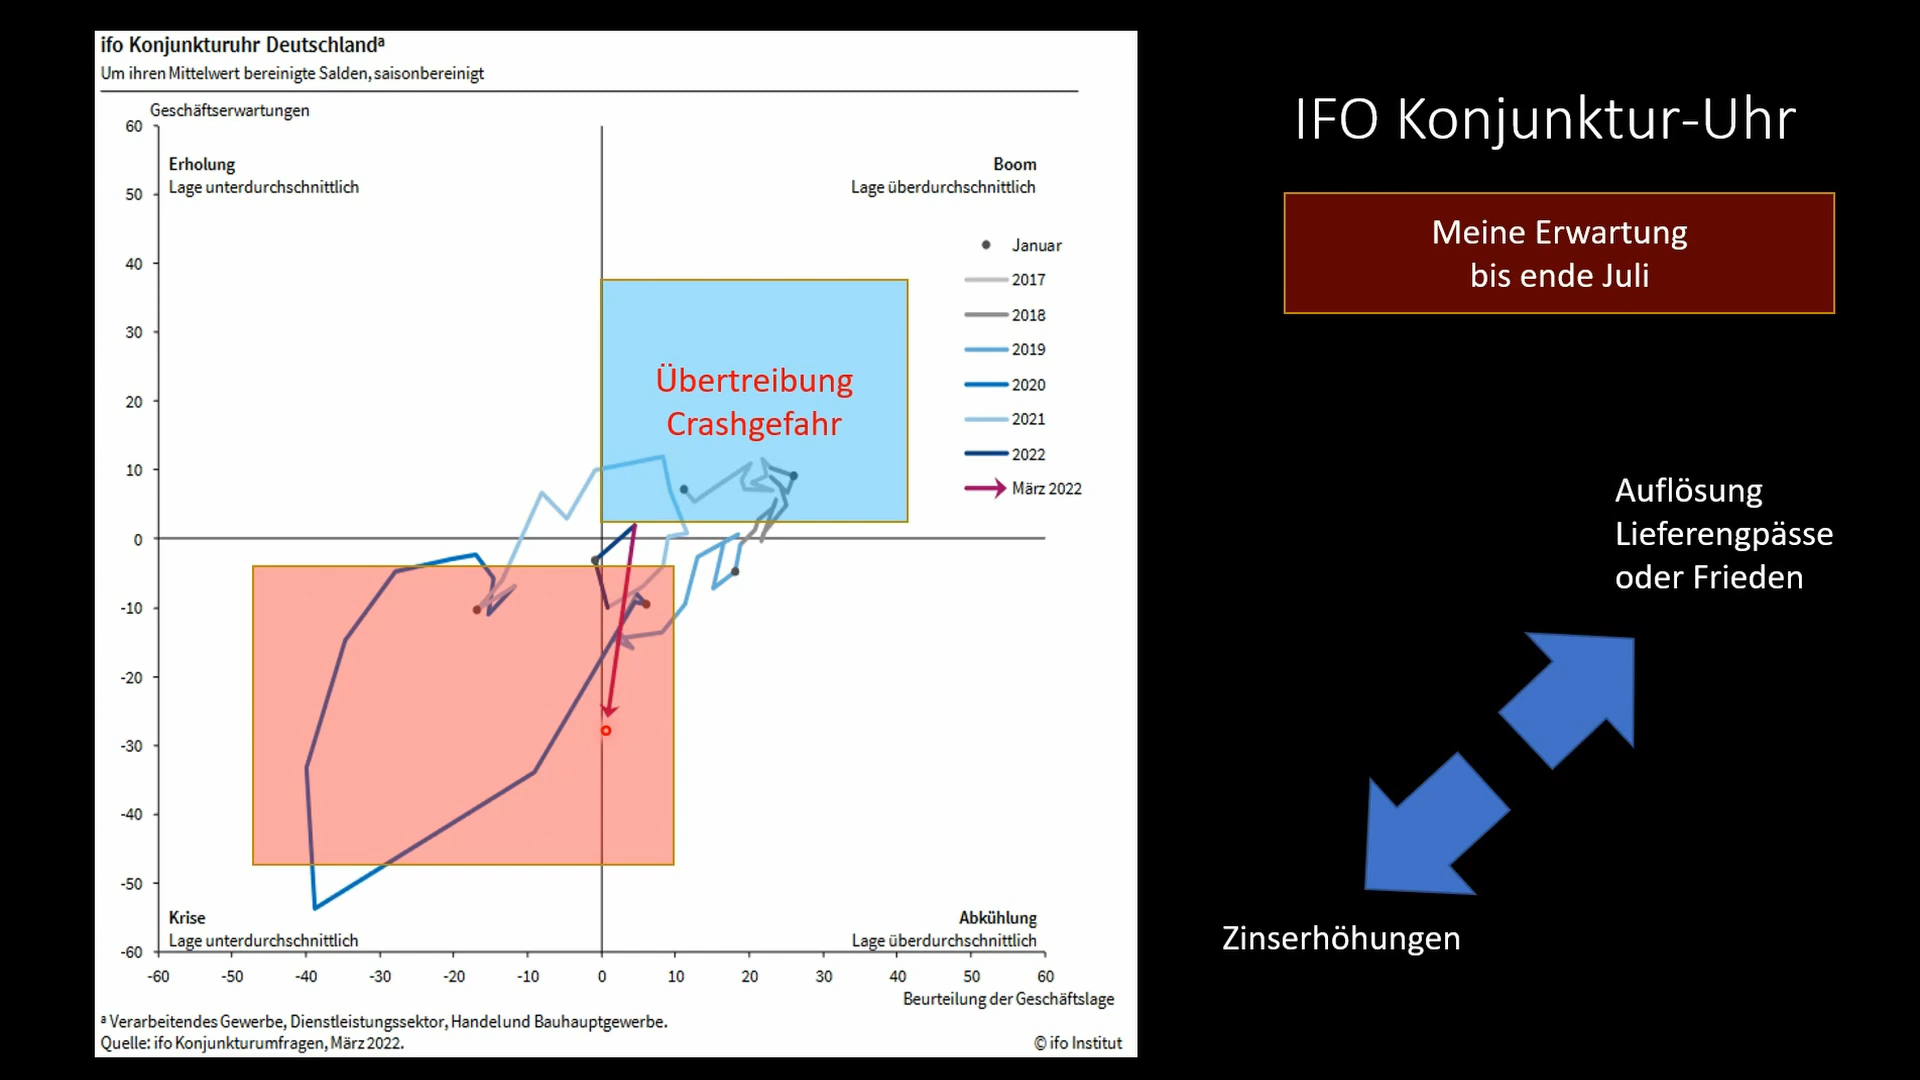 ifo Konjunkturuhr Deutschlandª
Um ihren Mittelwert bereinigte Salden, saisonbereinigt
Geschäftserwartungen
60
50
40
30
20
10
0
-10
-20
-30
-40
-50
-60
Erholung
Lage unterdurchschnittlich
Boom
Lage überdurchschnittlich
Januar
2017
2018
2019
2020
2021
2022
März 2022
Übertreibung
Crashgefahr
Krise
Lage unterdurchschnittlich
Abkühlung
Lage überdurchschnittlich
-60 -50 -40 -30 -20 -10 0 10 20 30 40 50 60
Beurteilung der Geschäftslage
ª Verarbeitendes Gewerbe, Dienstleistungssektor, Handel und Bauhauptgewerbe.
Quelle: ifo Konjunkturumfragen, März 2022.
© ifo Institut
IFO Konjunktur-Uhr
Meine Erwartung
bis ende Juli
Auflösung
Lieferengpässe
oder Frieden
Zinserhöhungen